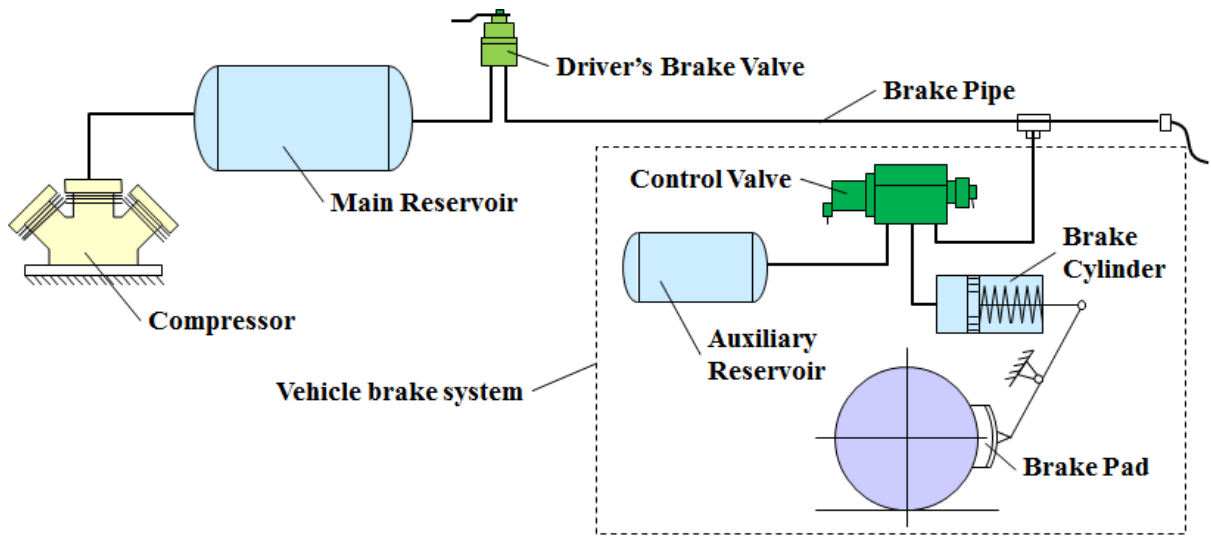 Driver’s Brake Valve
Brake Pipe
Main Reservoir
Control Valve
Brake
Cylinder
Compressor
Auxiliary
Reservoir
Vehicle brake system
Brake Pad